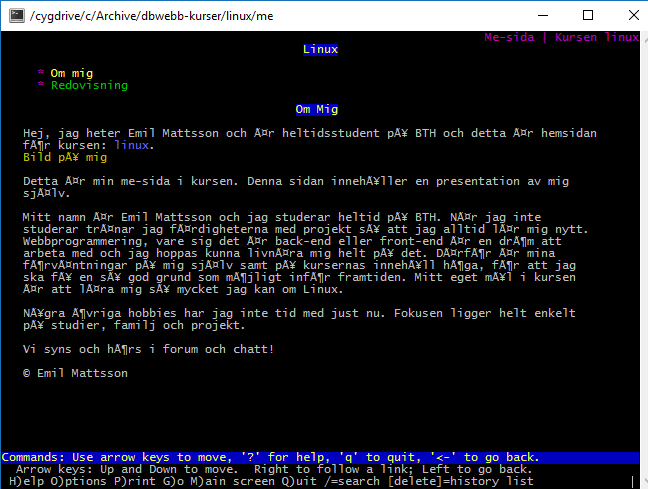 /cygdrive/c/Archive/dbwebb-kurser/linux/me
Me-sida | Kursen linux
Linux
* Om mig
* Redovisning
Om Mig
Hej, jag heter Emil Mattsson och Ã¤r heltidsstudent pÃ¥ BTH och detta Ã¤r hemsidan
fÃ¶r kursen: linux.
Bild pÃ¥ mig
Detta Ã¤r min me-sida i kursen. Denna sidan innehÃ¥ller en presentation av mig
sjÃ¤lv.
Mitt namn Ã¤r Emil Mattsson och jag studerar heltid pÃ¥ BTH. NÃ¤r jag inte
studerar trÃ¤nar jag fÃ¤rdigheterna med projekt sÃ¥ att jag alltid lÃ¤r mig nytt.
Webbprogrammering, vare sig det Ã¤r back-end eller front-end Ã¤r en drÃ¶m att
arbeta med och jag hoppas kunna livnÃ¤ra mig helt pÃ¥ det. DÃ¤rfÃ¶r Ã¤r mina
fÃ¶rvÃ¤ntningar pÃ¥ mig sjÃ¤lv samt pÃ¥ kursernas innehÃ¥ll hÃ¶ga, fÃ¶r att jag
ska fÃ¥ en sÃ¥ god grund som mÃ¶jligt infÃ¶r framtiden. Mitt eget mÃ¥l i kursen
Ã¤r att lÃ¤ra mig sÃ¥ mycket jag kan om Linux.
NÃ¥gra Ã¶vriga hobbies har jag inte tid med just nu. Fokusen ligger helt enkelt
pÃ¥ studier, familj och projekt.
Vi syns och hÃ¶rs i forum och chatt!
© Emil Mattsson
Commands: Use arrow keys to move, '?' for help, 'q' to quit, '<-' to go back.
Arrow keys: Up and Down to move. Right to follow a link; Left to go back.
H)elp O)ptions P)rint G)o M)ain screen Q)uit /=search [delete]=history list